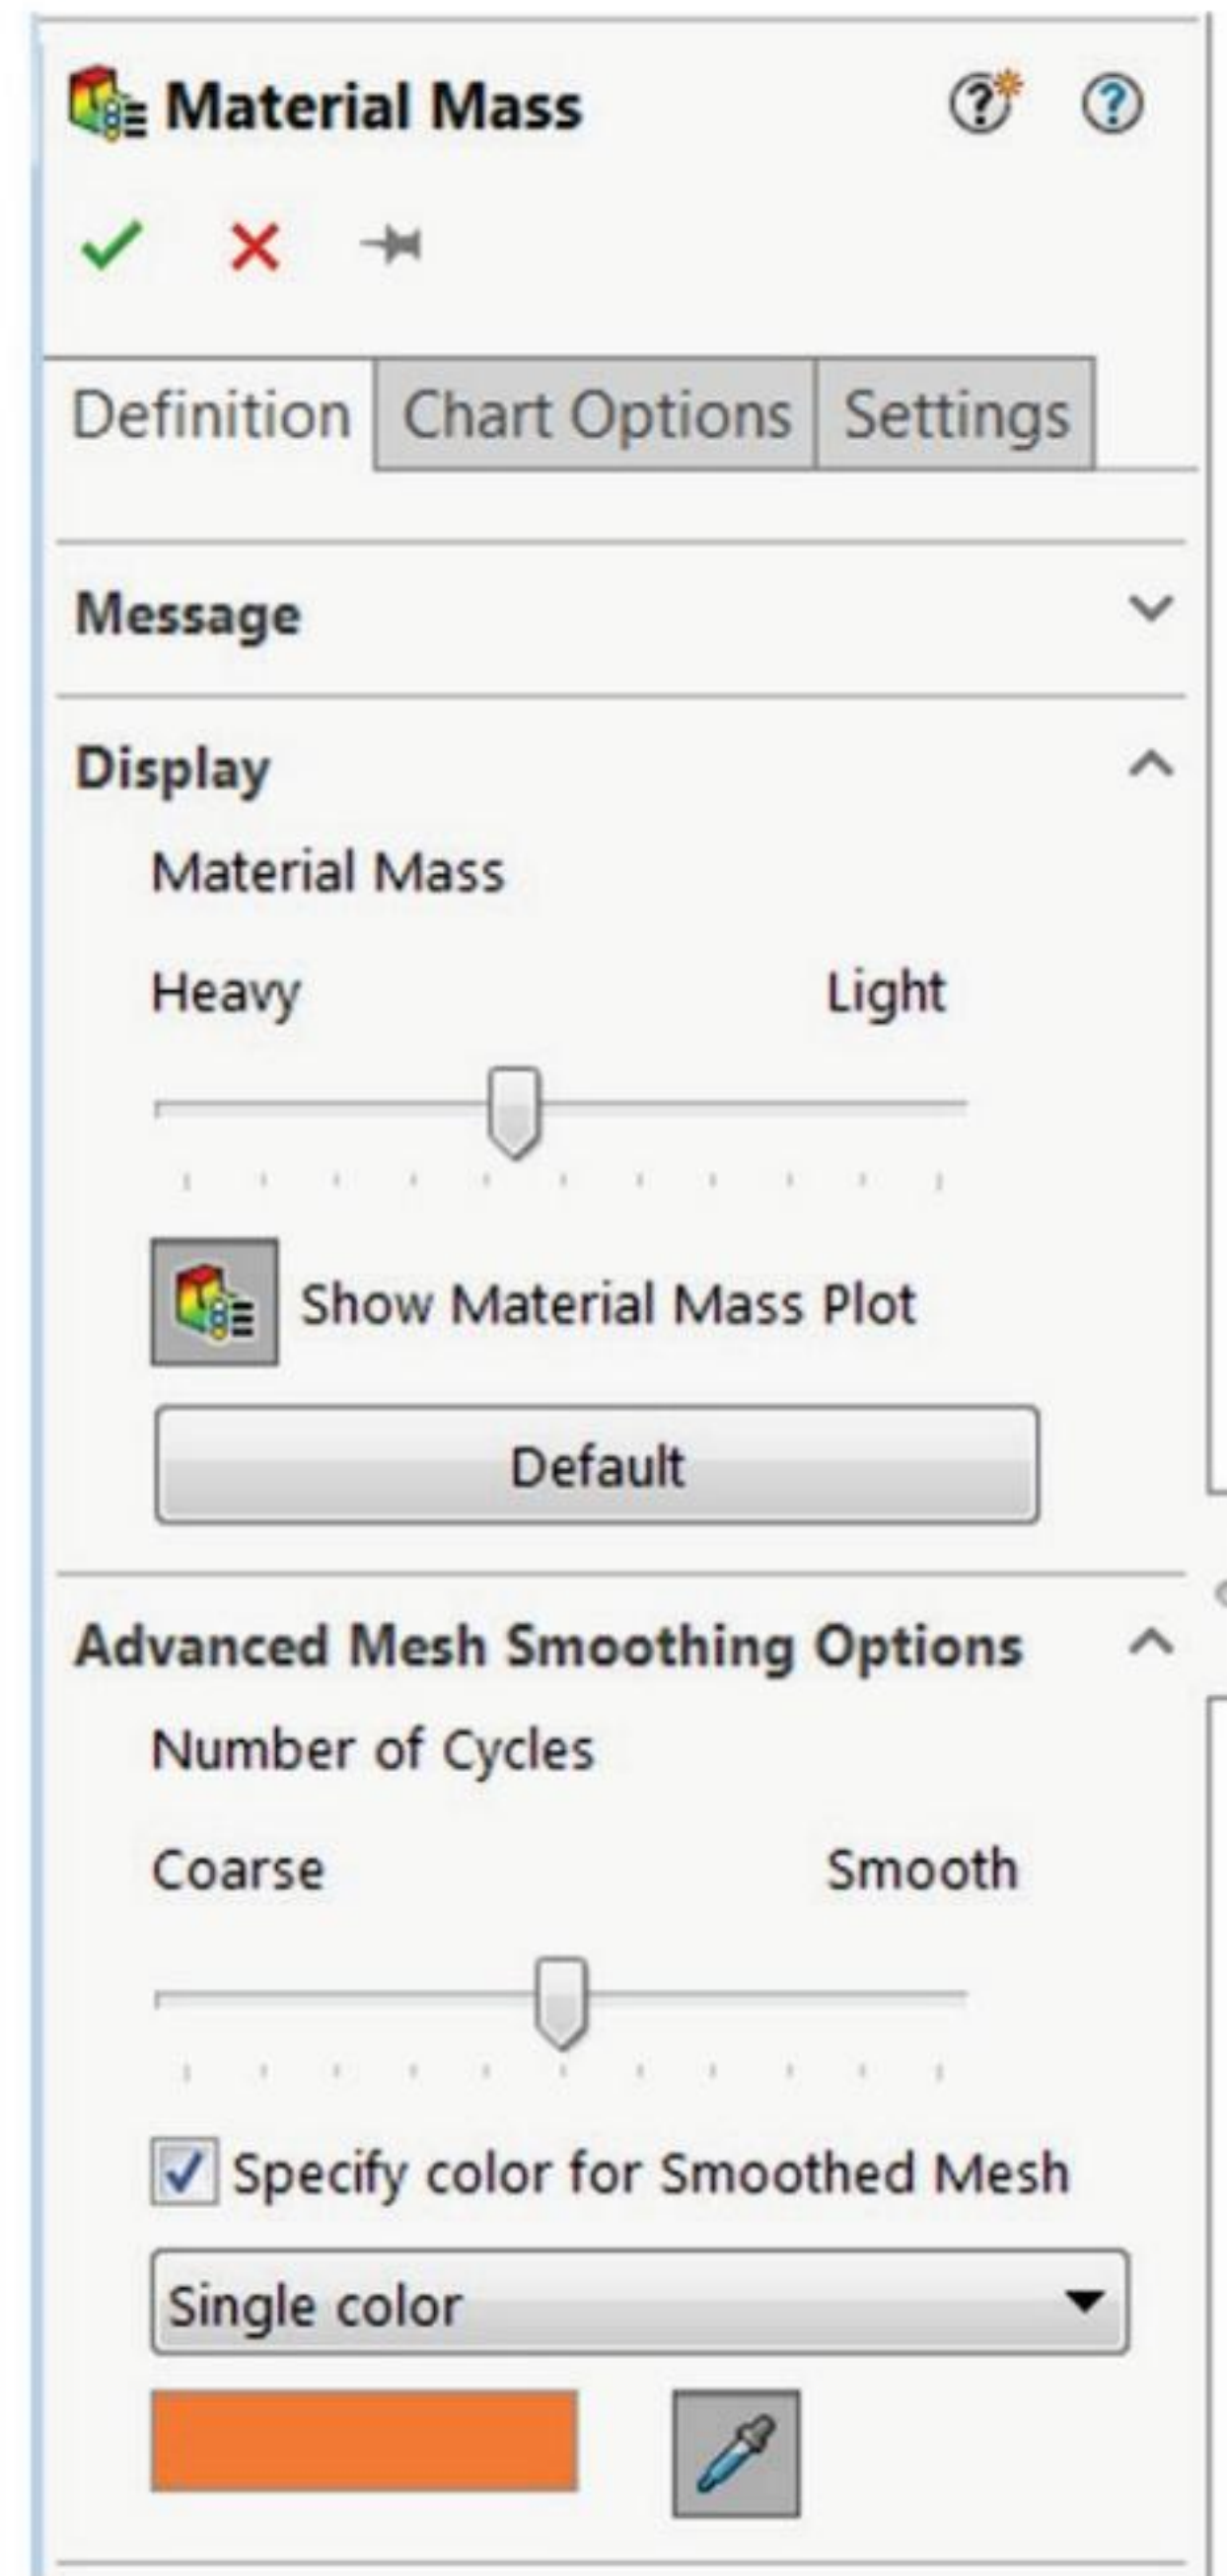 Material Mass
Definition Chart Options Settings
Message
Display
Material Mass
Heavy Light
Show Material Mass Plot
Default
Advanced Mesh Smoothing Options
Number of Cycles
Coarse Smooth
Specify color for Smoothed Mesh
Single color